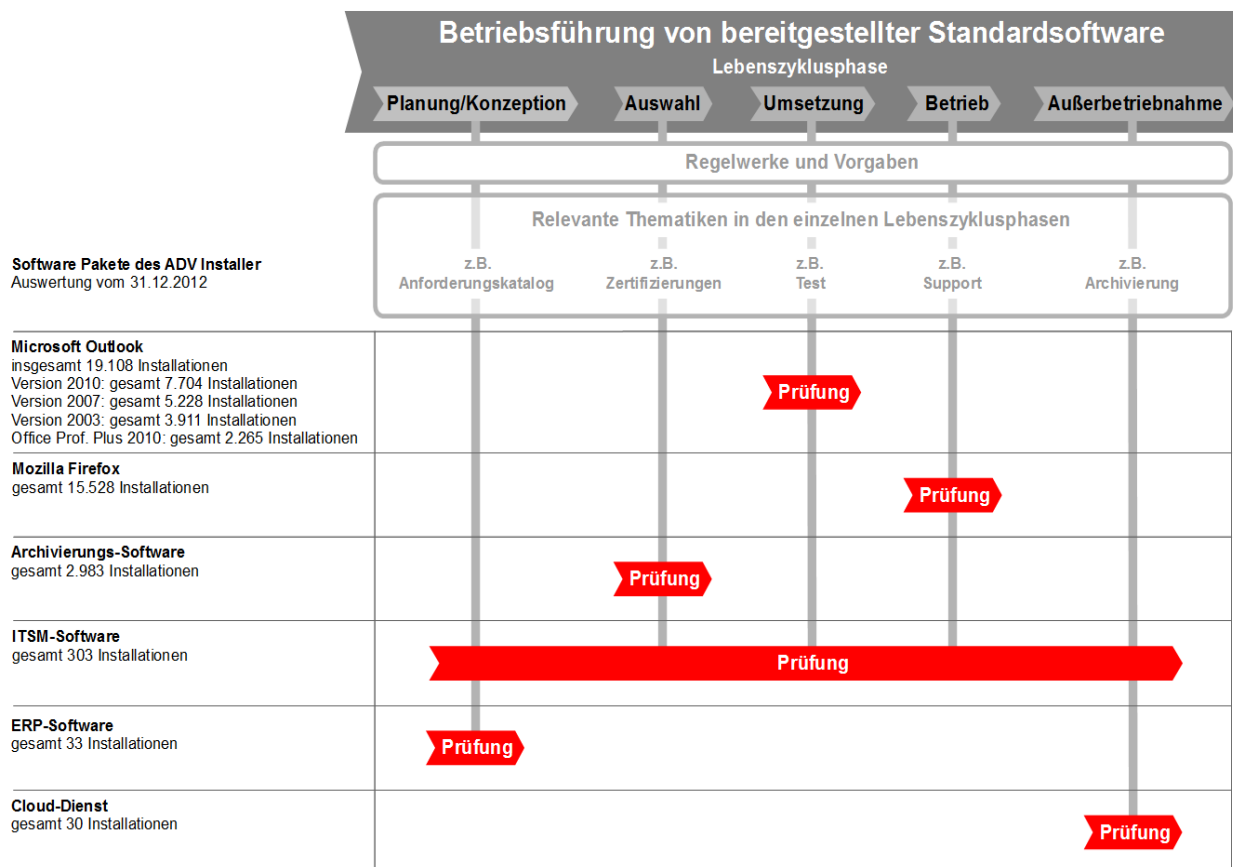 Betriebsführung von bereitgestellter Standardsoftware
Lebenszyklusphase
Planung/Konzeption Auswahl Umsetzung Betrieb Außerbetriebnahme
Regelwerke und Vorgaben
Relevante Thematiken in den einzelnen Lebenszyklusphasen
Software Pakete des ADV Installer
Auswertung vom 31.12.2012
z.B. z.B. z.B. z.B. z.B.
Anforderungskatalog Zertifizierungen Test Support Archivierung
Microsoft Outlook
insgesamt 19.108 Installationen
Version 2010: gesamt 7.704 Installationen
Version 2007: gesamt 5.228 Installationen
Version 2003: gesamt 3.911 Installationen
Office Prof. Plus 2010: gesamt 2.265 Installationen
Prüfung
Mozilla Firefox
gesamt 15.528 Installationen
Prüfung
Archivierungs-Software
gesamt 2.983 Installationen
Prüfung
ITSM-Software
gesamt 303 Installationen
Prüfung
ERP-Software
gesamt 33 Installationen
Prüfung
Cloud-Dienst
gesamt 30 Installationen
Prüfung